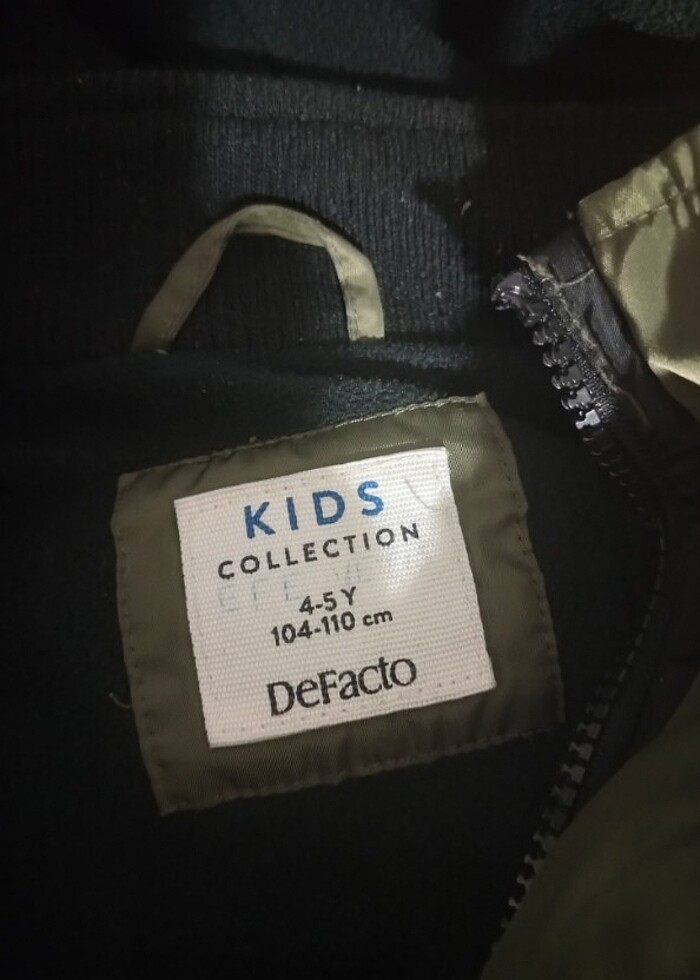 KIDS
COLLECTION
4-5 Y
104-110 cm
DeFacto